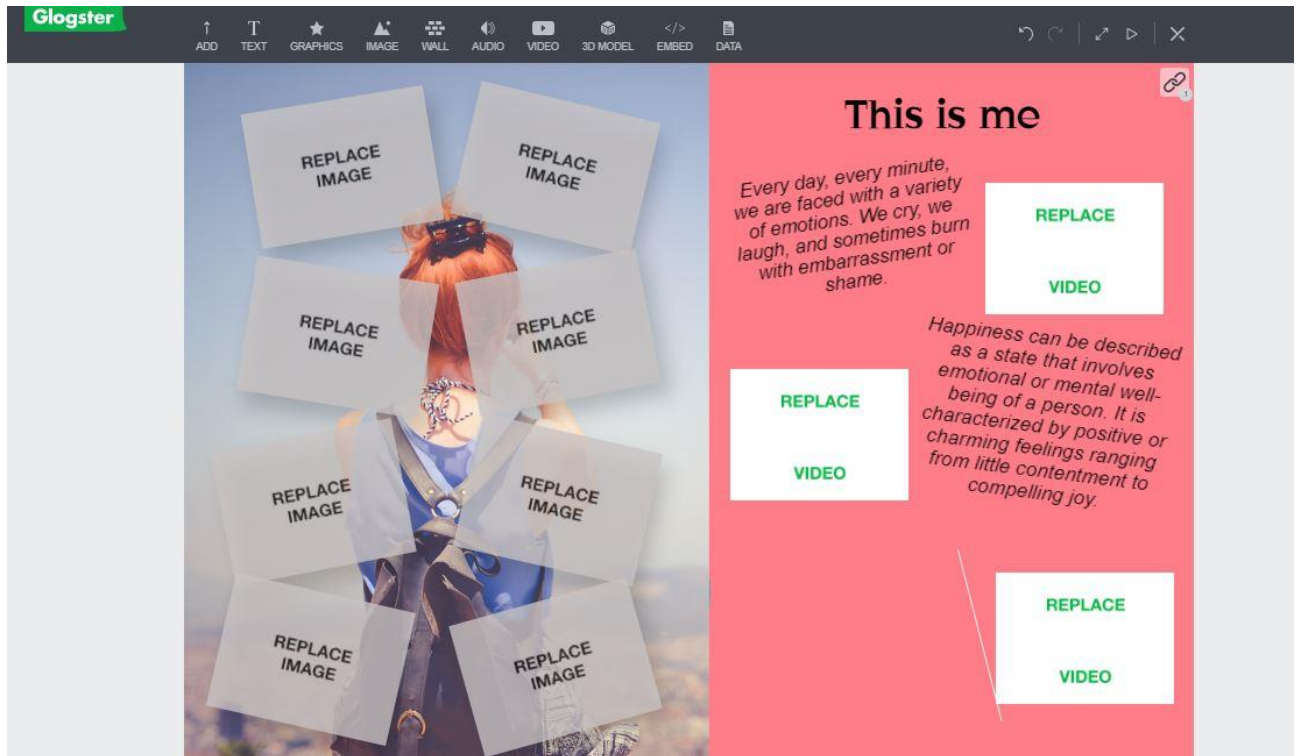 Glogster
ADD
TEXT
GRAPHICS
IMAGE
WALL
AUDIO
VIDEO
3D MODEL
</>
EMBED
DATA
REPLACE
IMAGE
REPLACE
IMAGE
REPLACE
IMAGE
REPLACE
IMAGE
REPLACE
IMAGE
REPLACE
IMAGE
REPLACE
IMAGE
REPLACE
IMAGE
1
This is me
Every day, every minute,
we are faced with a variety
of emotions. We cry, we
laugh, and sometimes burn
with embarrassment or
shame.
REPLACE
VIDEO
Happiness can be described
as a state that involves
emotional or mental well-
being of a person. It is
characterized by positive or
charming feelings ranging
from little contentment to
compelling joy.
REPLACE
VIDEO
REPLACE
VIDEO